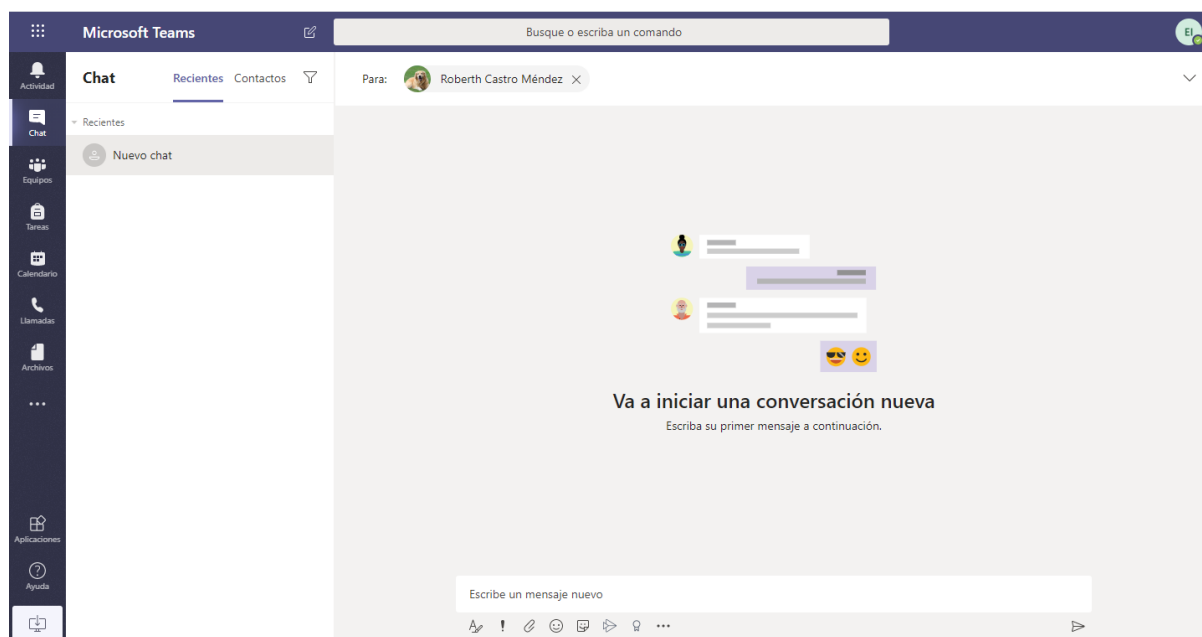 Microsoft Teams
Busque o escriba un comando
EI
Actividad
Chat
Equipos
Tareas
Calendario
Llamadas
Archivos
Aplicaciones
Ayuda
Chat
Recientes Contactos
Recientes
Nuevo chat
Para: Roberth Castro Méndez
Va a iniciar una conversación nueva
Escriba su primer mensaje a continuación.
Escribe un mensaje nuevo